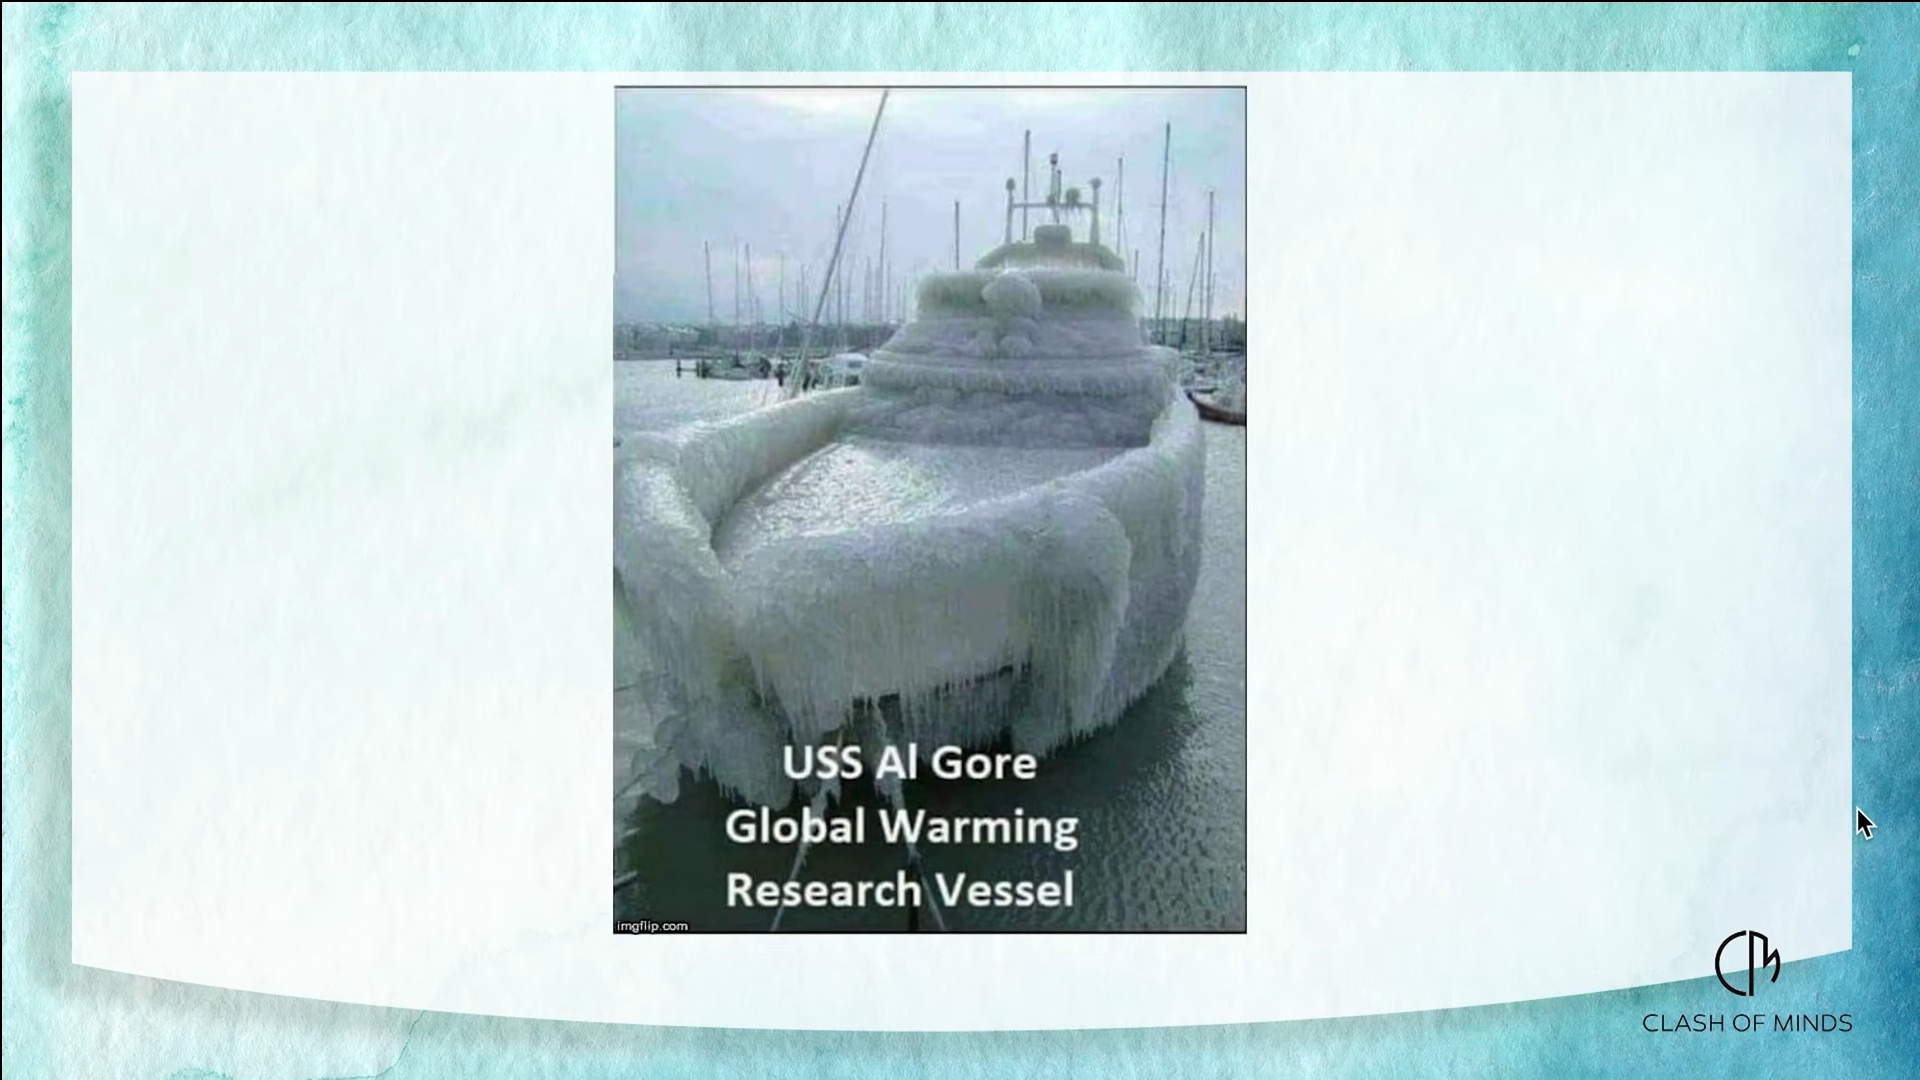 USS Al Gore
Global Warming
Research Vessel
imgflip.com
CLASH OF MINDS